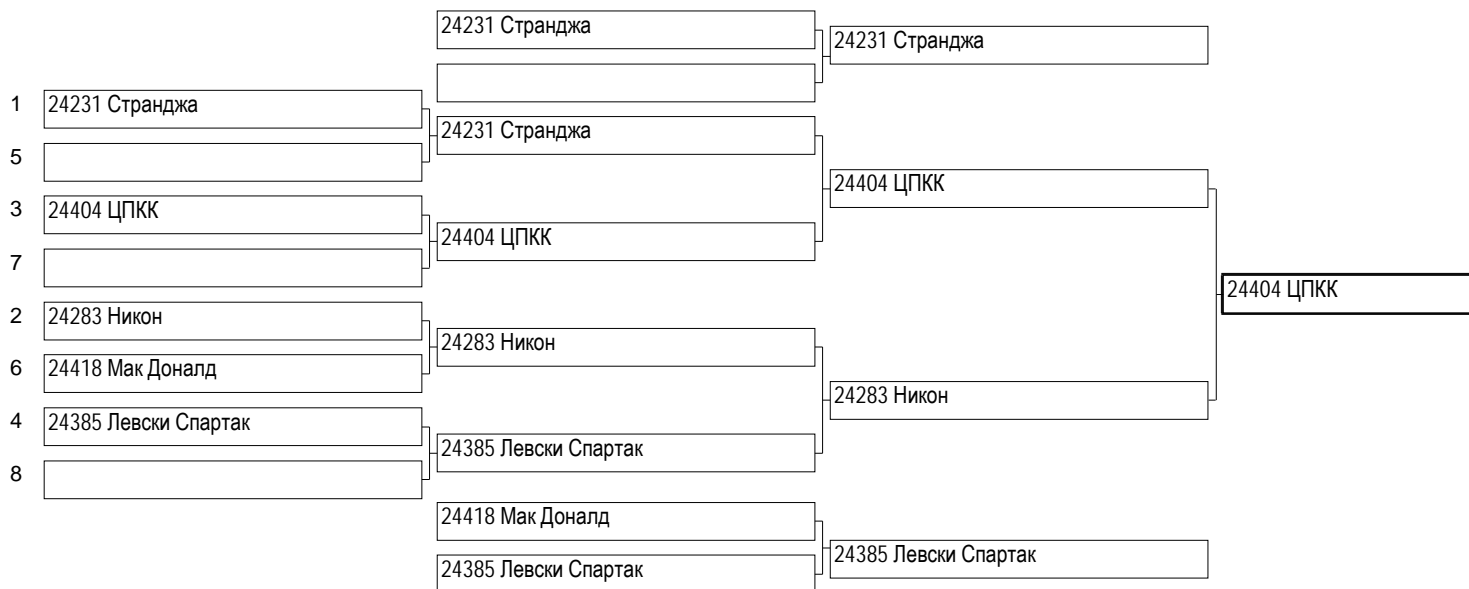 24231 Странджа
24231 Странджа
1 24231 Странджа
24231 Странджа
5
24404 ЦПКК
3 24404 ЦПКК
24404 ЦПКК
7
24404 ЦПКК
2 24283 Никон
24283 Никон
6 24418 Мак Доналд
24283 Никон
4 24385 Левски Спартак
24385 Левски Спартак
8
24418 Мак Доналд
24385 Левски Спартак
24385 Левски Спартак